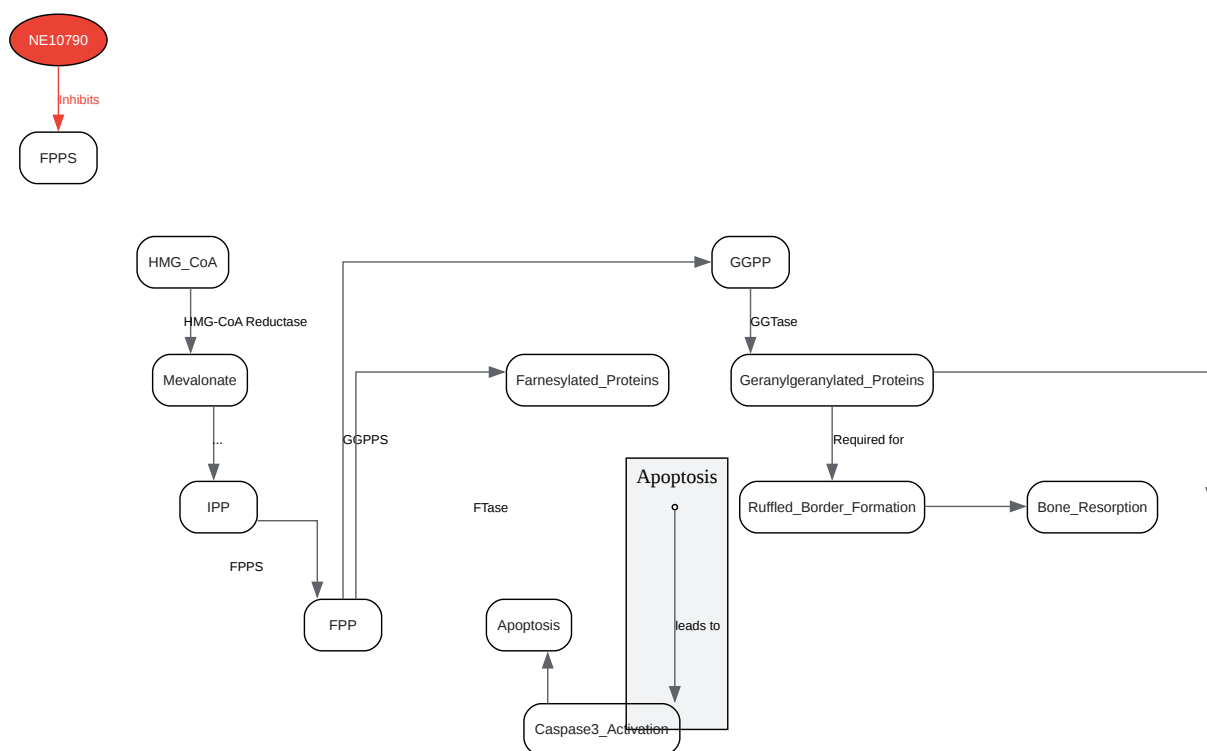 NE10790
Inhibits
FPPS
HMG_CoA
GGPP
HMG-CoA Reductase
GGTase
Mevalonate
Farnesylated_Proteins
Geranylgeranylated_Proteins
...
GGPPS
Required for
Apoptosis
IPP
FTase
Ruffled_Border_Formation
Bone_Resorption
FPPS
FPP
Apoptosis
leads to
Caspase3_Activation